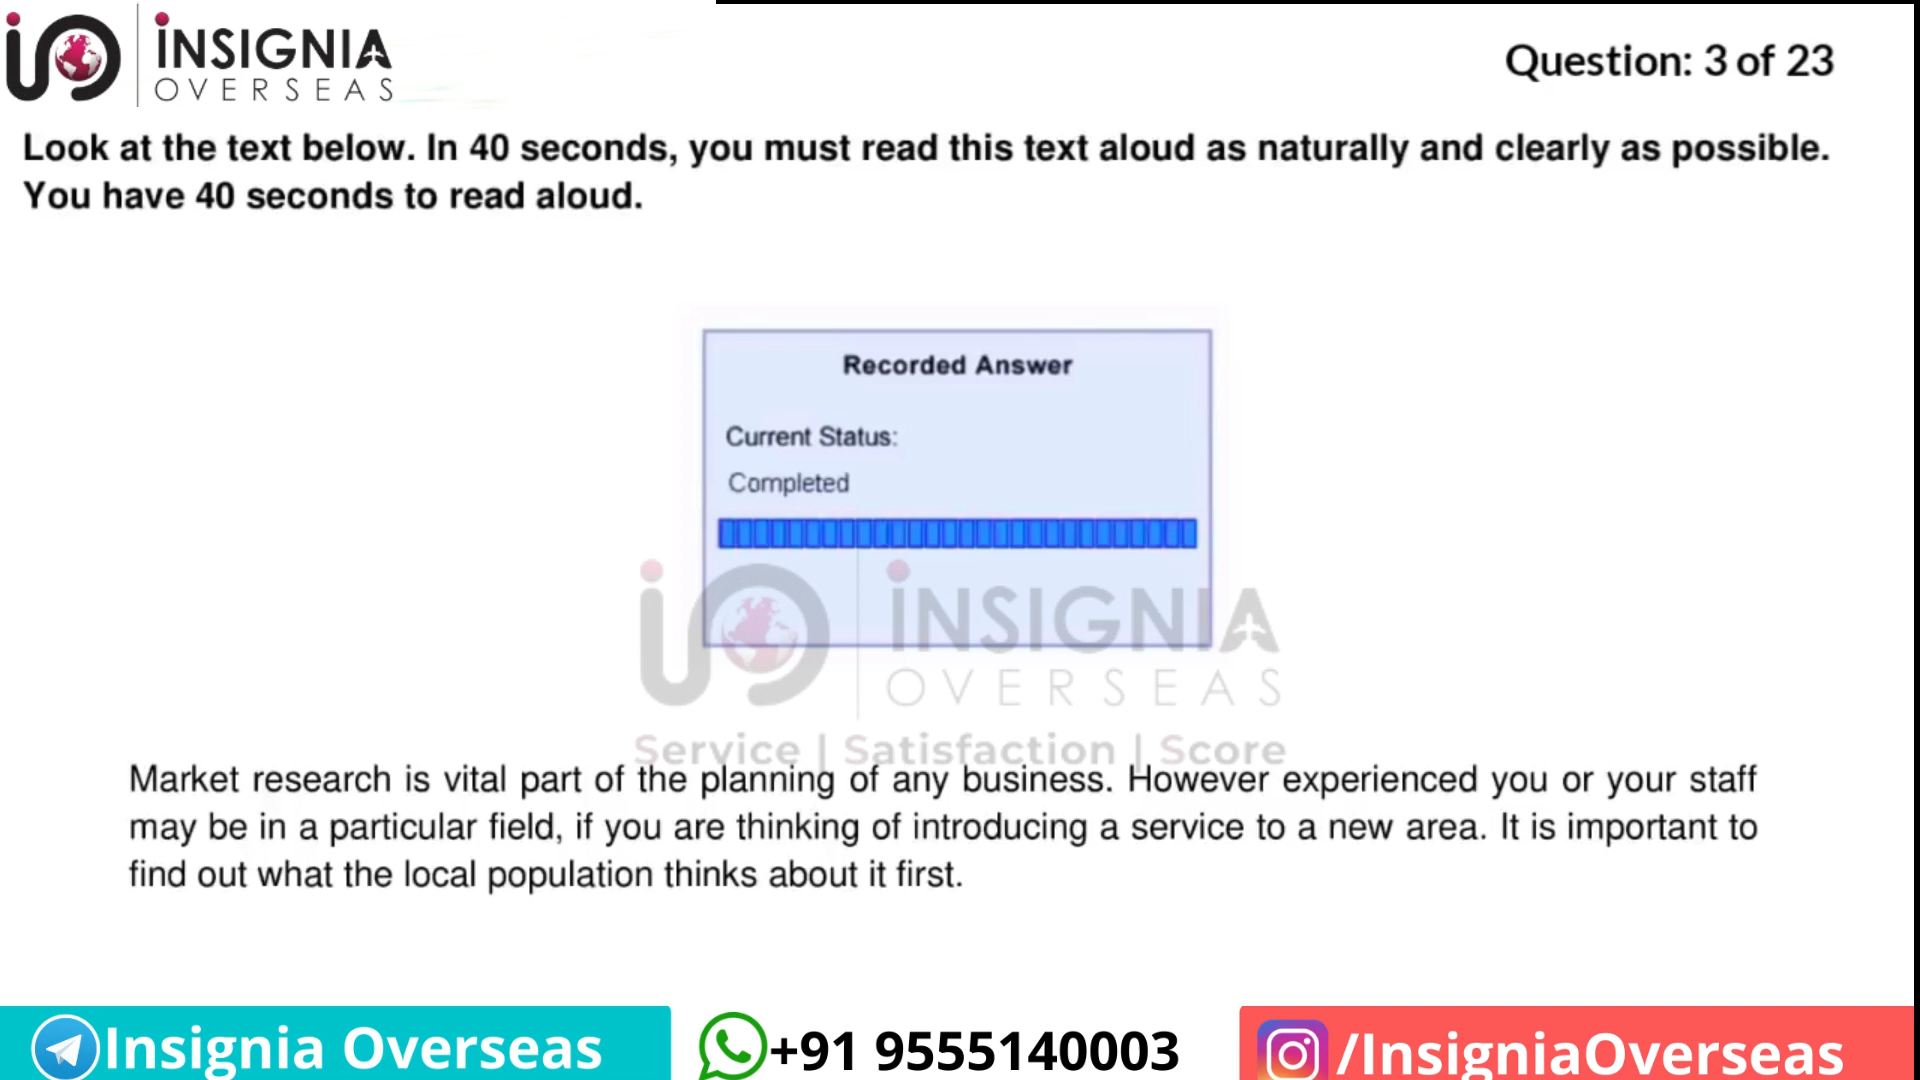 INSIGNIA
OVERSEAS
Question: 3 of 23
Look at the text below. In 40 seconds, you must read this text aloud as naturally and clearly as possible.
You have 40 seconds to read aloud.
Recorded Answer
Current Status:
Completed
INSIGNIA
OVERSEAS
Service | Satisfaction | Score
Market research is vital part of the planning of any business. However experienced you or your staff
may be in a particular field, if you are thinking of introducing a service to a new area. It is important to
find out what the local population thinks about it first.
Insignia Overseas
+91 9555140003
/InsigniaOverseas